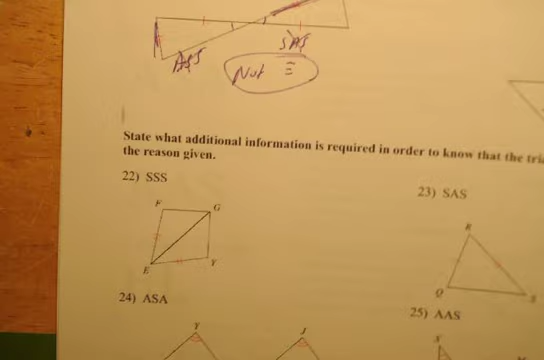 ASS
SAS
Not ≅
State what additional information is required in order to know that the
the reason given.
22) SSS
23) SAS
F
G
E
R
Q
S
24) ASA
25) AAS
Y
J